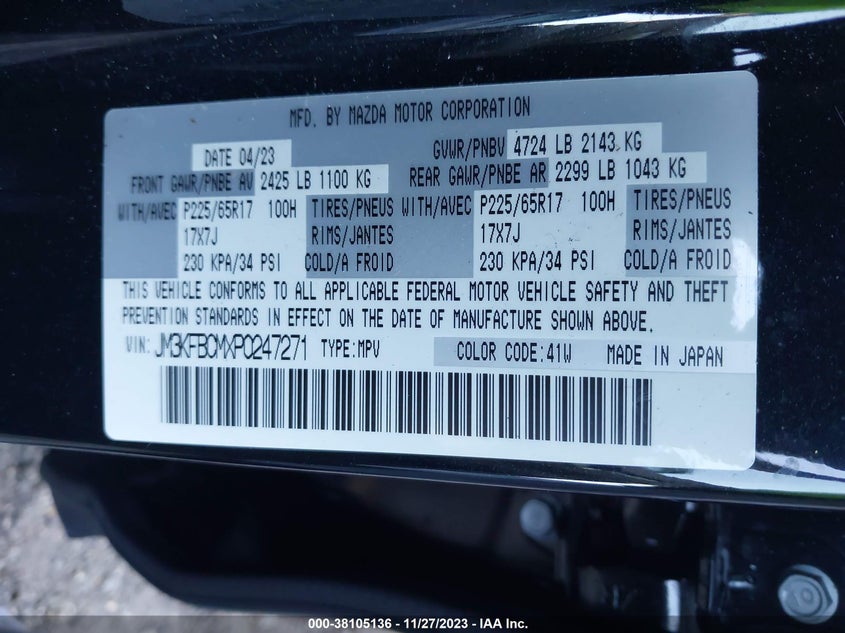 MFD. BY MAZDA MOTOR CORPORATION
DATE 04/23 GVWR/PNBV 4724 LB 2143 KG
FRONT GAWR/PNBE AV 2425 LB 1100 KG REAR GAWR/PNBE AR 2299 LB 1043 KG
WITH/AVEC P225/65R17 100H TIRES/PNEUS WITH/AVEC P225/65R17 100H TIRES/PNEUS
17X7J RIMS/JANTES 17X7J RIMS/JANTES
230 KPA/34 PSI COLD/A FROID 230 KPA/34 PSI COLD/A FROID
THIS VEHICLE CONFORMS TO ALL APPLICABLE FEDERAL MOTOR VEHICLE SAFETY AND THEFT
PREVENTION STANDARDS IN EFFECT ON THE DATE OF MANUFACTURE SHOWN ABOVE.
VIN: JM3KFBCMXP0247271 TYPE:MPV COLOR CODE:41W MADE IN JAPAN
000-38105136 - 11/27/2023 - IAA Inc.